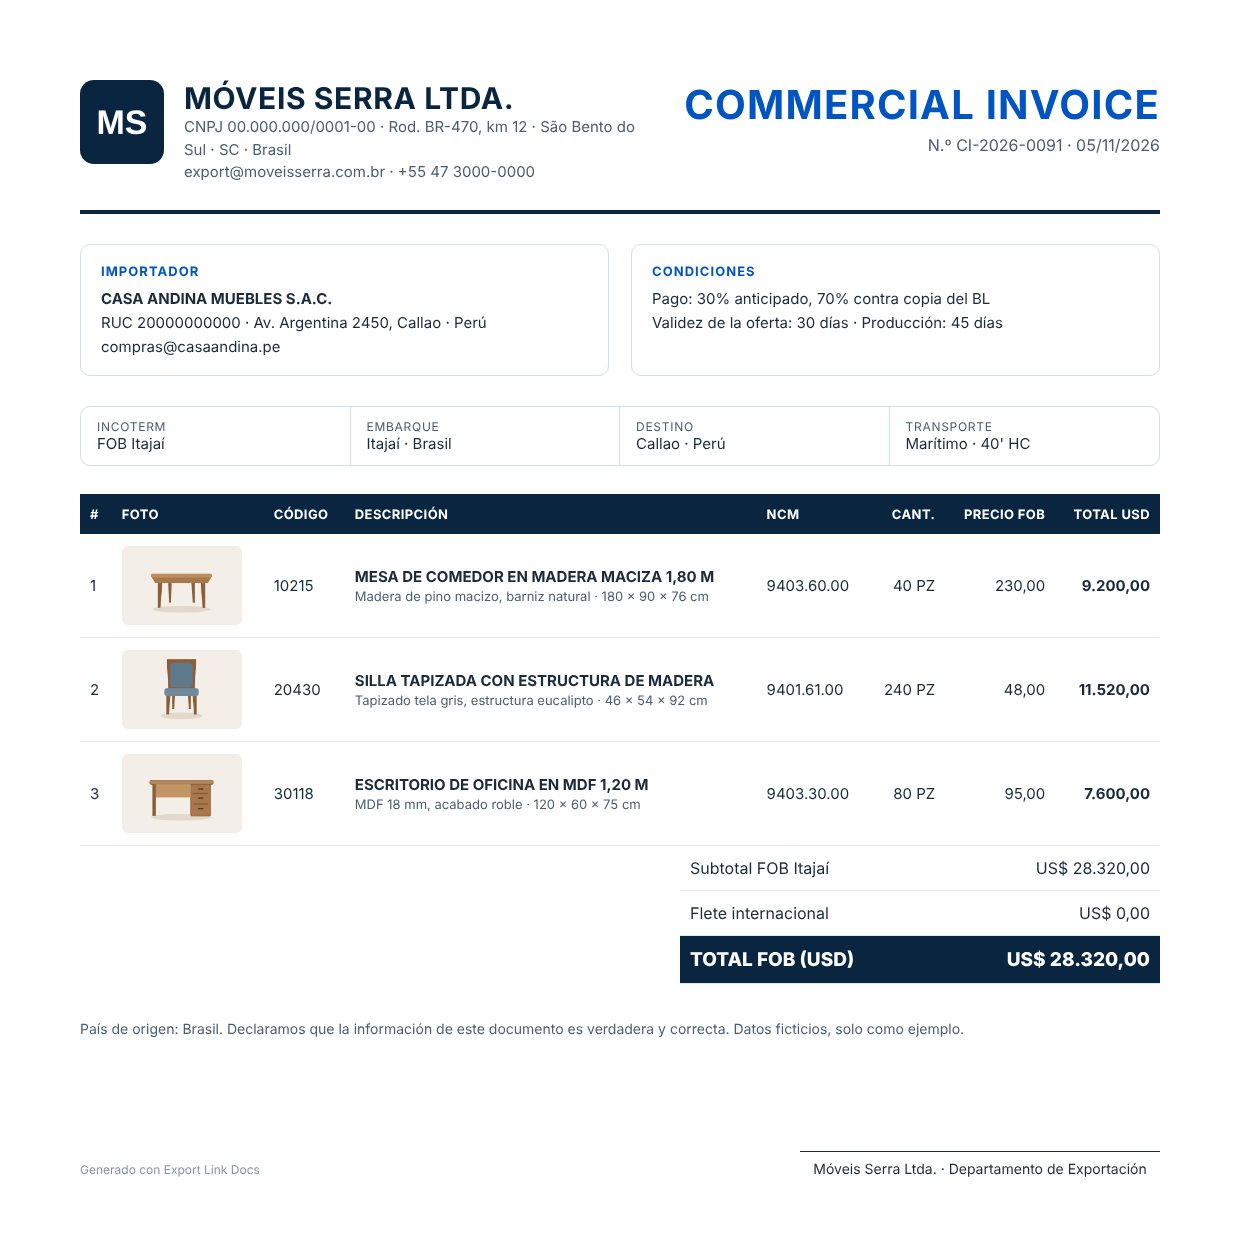 MS
MÓVEIS SERRA LTDA.
CNPJ 00.000.000/0001-00 · Rod. BR-470, km 12 · São Bento do
Sul · SC · Brasil
export@moveisserra.com.br · +55 47 3000-0000
COMMERCIAL INVOICE
N.º CI-2026-0091 · 05/11/2026
IMPORTADOR
CASA ANDINA MUEBLES S.A.C.
RUC 20000000000 · Av. Argentina 2450, Callao · Perú
compras@casaandina.pe
CONDICIONES
Pago: 30% anticipado, 70% contra copia del BL
Validez de la oferta: 30 días · Producción: 45 días
INCOTERM
FOB Itajaí
EMBARQUE
Itajaí · Brasil
DESTINO
Callao · Perú
TRANSPORTE
Marítimo · 40' HC
# FOTO CÓDIGO DESCRIPCIÓN NCM CANT. PRECIO FOB TOTAL USD
1 10215 MESA DE COMEDOR EN MADERA MACIZA 1,80 M 9403.60.00 40 PZ 230,00 9.200,00
Madera de pino macizo, barniz natural · 180 × 90 × 76 cm
2 20430 SILLA TAPIZADA CON ESTRUCTURA DE MADERA 9401.61.00 240 PZ 48,00 11.520,00
Tapizado tela gris, estructura eucalipto · 46 × 54 × 92 cm
3 30118 ESCRITORIO DE OFICINA EN MDF 1,20 M 9403.30.00 80 PZ 95,00 7.600,00
MDF 18 mm, acabado roble · 120 × 60 × 75 cm
Subtotal FOB Itajaí US$ 28.320,00
Flete internacional US$ 0,00
TOTAL FOB (USD) US$ 28.320,00
País de origen: Brasil. Declaramos que la información de este documento es verdadera y correcta. Datos ficticios, solo como ejemplo.
Generado con Export Link Docs
Móveis Serra Ltda. · Departamento de Exportación